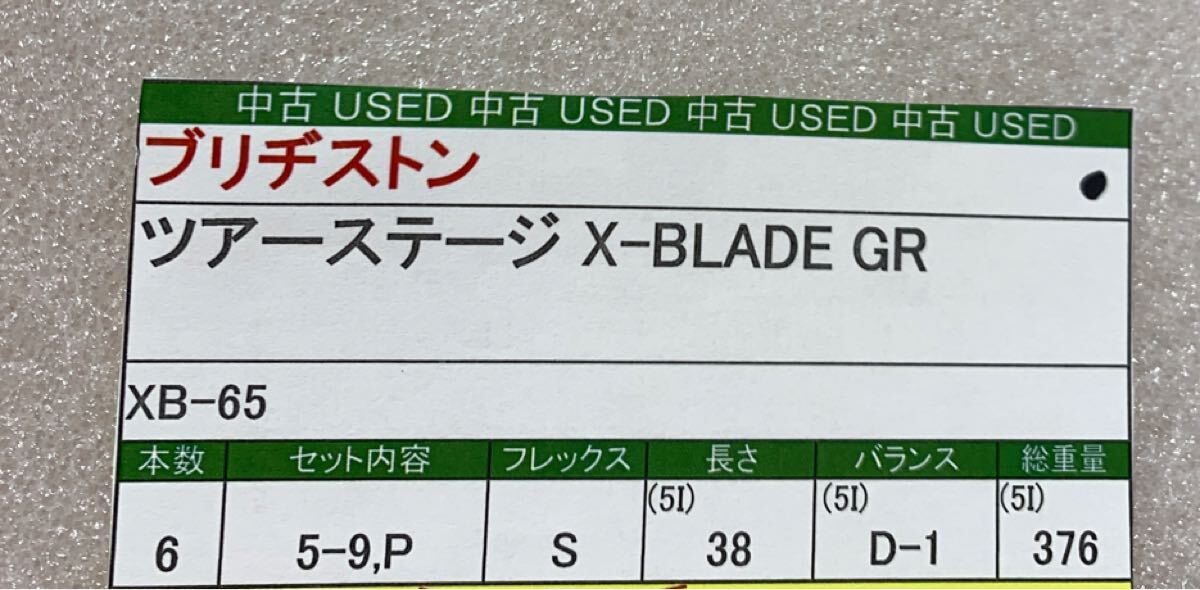 中古 USED 中古 USED 中古 USED 中古 USED
ブリヂストン
ツアーステージ X-BLADE GR
XB-65
本数 セット内容 フレックス 長さ バランス 総重量
(5I) (5I) (5I)
6 5-9,P S 38 D-1 376